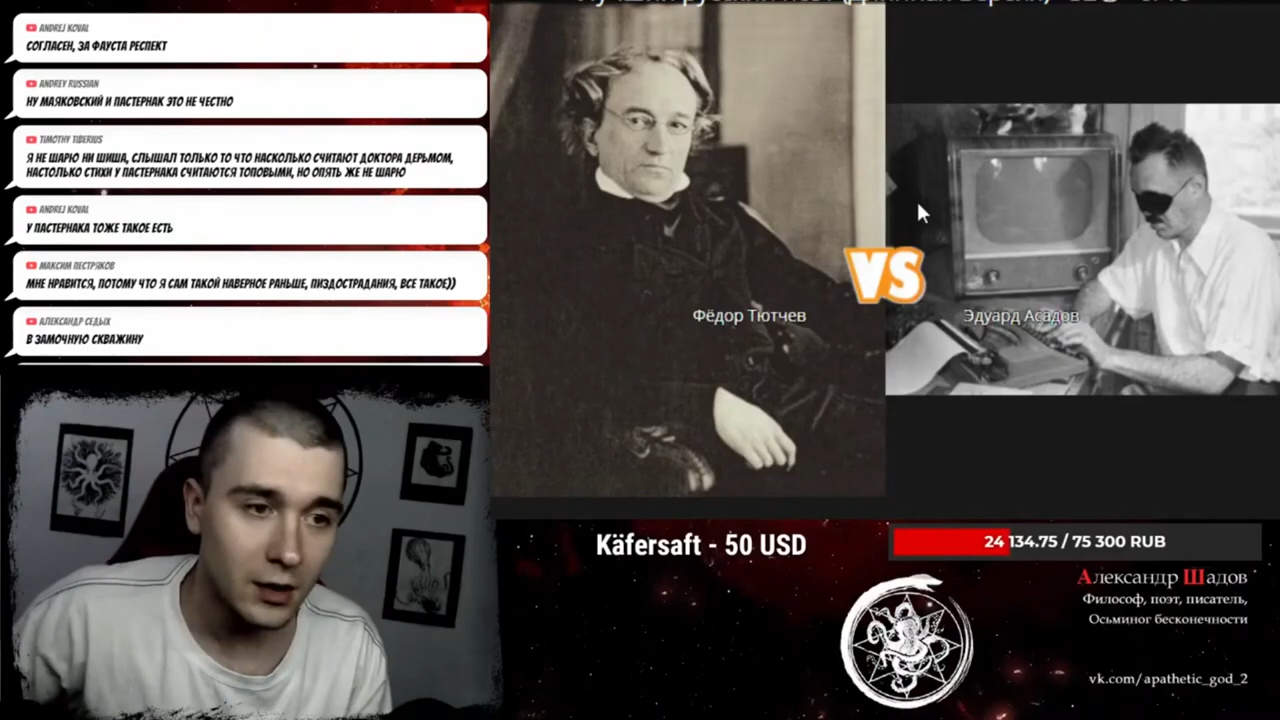 ANDREJ KOVAL
СОГЛАСЕН, ЗА ФАУСТА РЕСПЕКТ
ANDREY RUSSIAN
НУ МАЯКОВСКИЙ И ПАСТЕРНАК ЭТО НЕ ЧЕСТНО
TIMOTHY TIBERIUS
Я НЕ ШАРЮ НИ ШИША, СЛЫШАЛ ТОЛЬКО ТО ЧТО НАСКОЛЬКО СЧИТАЮТ ДОКТОРА ДЕРЬМОМ,
НАСТОЛЬКО СТИХИ У ПАСТЕРНАКА СЧИТАЮТСЯ ТОПОВЫМИ, НО ОПЯТЬ ЖЕ НЕ ШАРЮ
ANDREJ KOVAL
У ПАСТЕРНАКА ТОЖЕ ТАКОЕ ЕСТЬ
МАКСИМ ПЕСТРЯКОВ
МНЕ НРАВИТСЯ, ПОТОМУ ЧТО Я САМ ТАКОЙ НАВЕРНОЕ РАНЬШЕ, ПИЗДОСТРАДАНИЯ, ВСЕ ТАКОЕ))
АЛЕКСАНДР СЕДЫХ
В ЗАМОЧНУЮ СКВАЖИНУ
VS
Фёдор Тютчев
Эдуард Асадов
Käfersaft - 50 USD
24 134.75 / 75 300 RUB
Александр Шадов
Философ, поэт, писатель,
Осьминог бесконечности
vk.com/apathetic_god_2